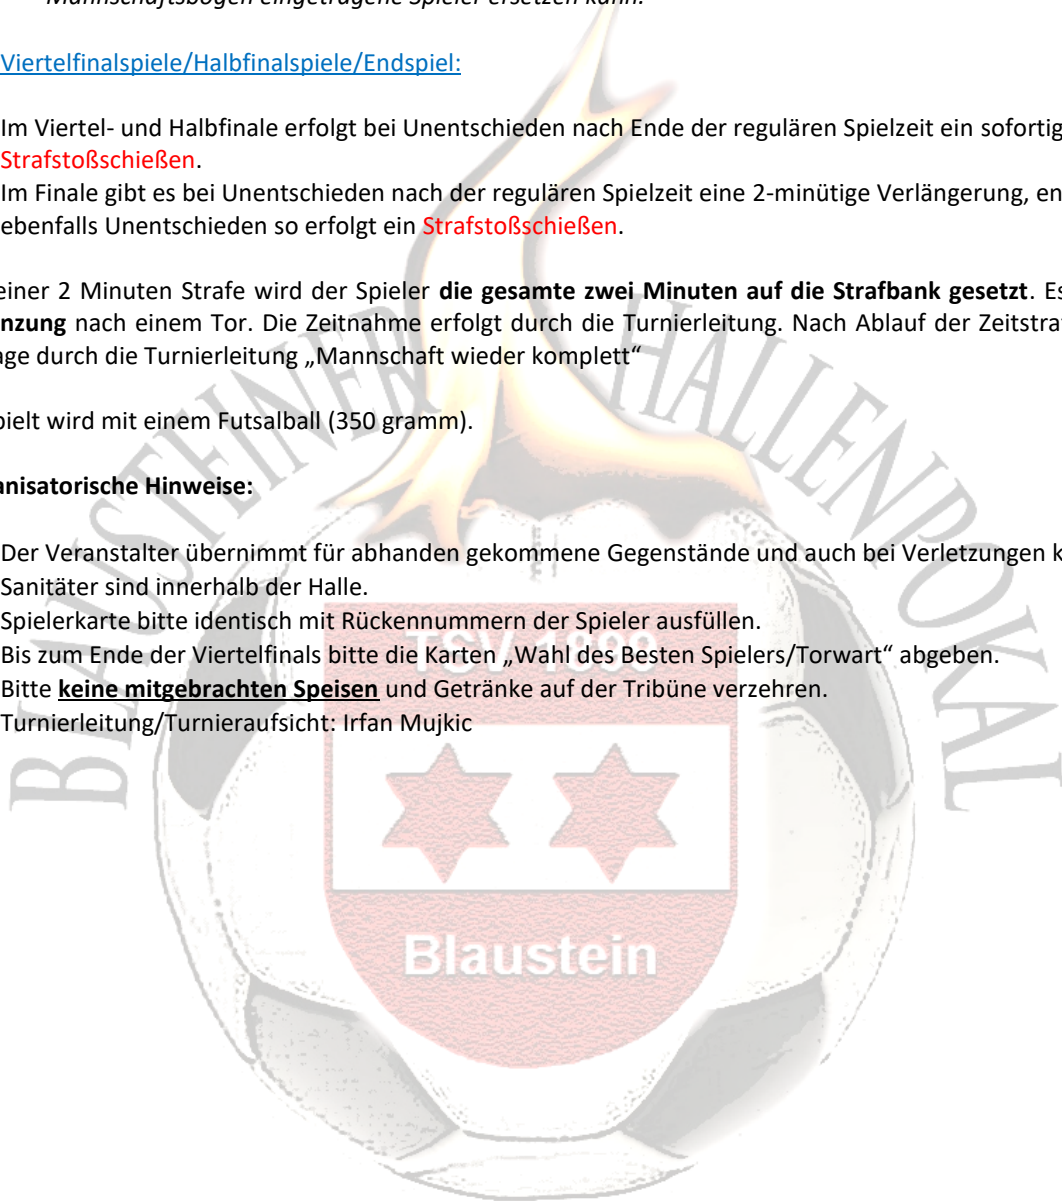 Mannschaftsbogen eingetragene Spieler ersetzen kann.
Viertelfinalspiele/Halbfinalspiele/Endspiel:
Im Viertel- und Halbfinale erfolgt bei Unentschieden nach Ende der regulären Spielzeit ein sofortig
Strafstoßschießen.
Im Finale gibt es bei Unentschieden nach der regulären Spielzeit eine 2-minütige Verlängerung, en
ebenfalls Unentschieden so erfolgt ein Strafstoßschießen.
einer 2 Minuten Strafe wird der Spieler die gesamte zwei Minuten auf die Strafbank gesetzt. Es
nzung nach einem Tor. Die Zeitnahme erfolgt durch die Turnierleitung. Nach Ablauf der Zeitstra
age durch die Turnierleitung „Mannschaft wieder komplett“
pielt wird mit einem Futsalball (350 gramm).
anisatorische Hinweise:
Der Veranstalter übernimmt für abhanden gekommene Gegenstände und auch bei Verletzungen k
Sanitäter sind innerhalb der Halle.
Spielerkarte bitte identisch mit Rückennummern der Spieler ausfüllen.
Bis zum Ende der Viertelfinals bitte die Karten „Wahl des Besten Spielers/Torwart“ abgeben.
Bitte keine mitgebrachten Speisen und Getränke auf der Tribüne verzehren.
Turnierleitung/Turnieraufsicht: Irfan Mujkic
BLAUSTEINER HALLENPOKAL
TSV 1899
Blaustein